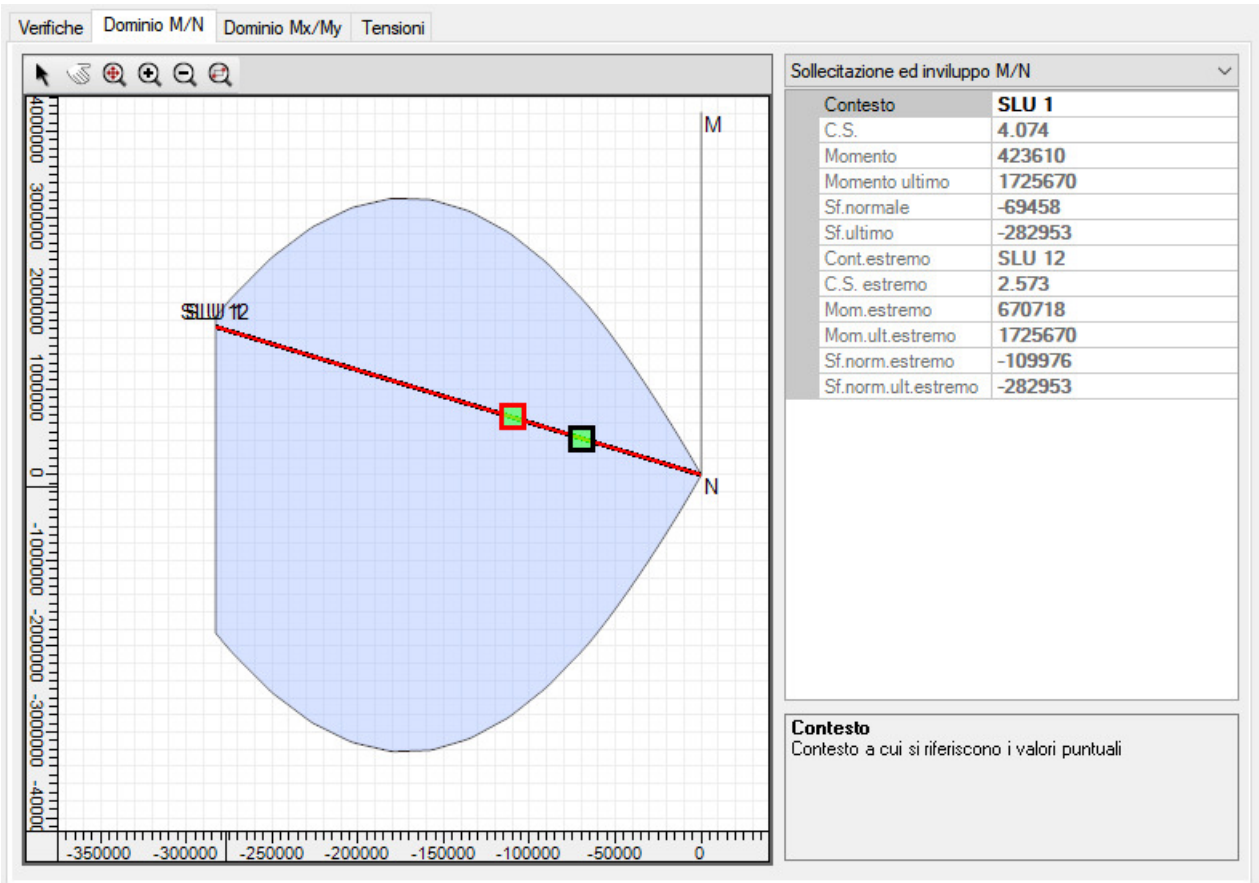 Verifiche Dominio M/N Dominio Mx/My Tensioni
Sollecitazione ed inviluppo M/N
Contesto SLU 1
C.S. 4.074
Momento 423610
Momento ultimo 1725670
Sf.normale -69458
Sf.ultimo -282953
Cont.estremo SLU 12
C.S. estremo 2.573
Mom.estremo 670718
Mom.ult.estremo 1725670
Sf.norm.estremo -109976
Sf.norm.ult.estremo -282953
M
N
4000000
3000000
2000000
1000000
0
-1000000
-2000000
-3000000
-350000 -300000 -250000 -200000 -150000 -100000 -50000 0
Contesto
Contesto a cui si riferiscono i valori puntuali